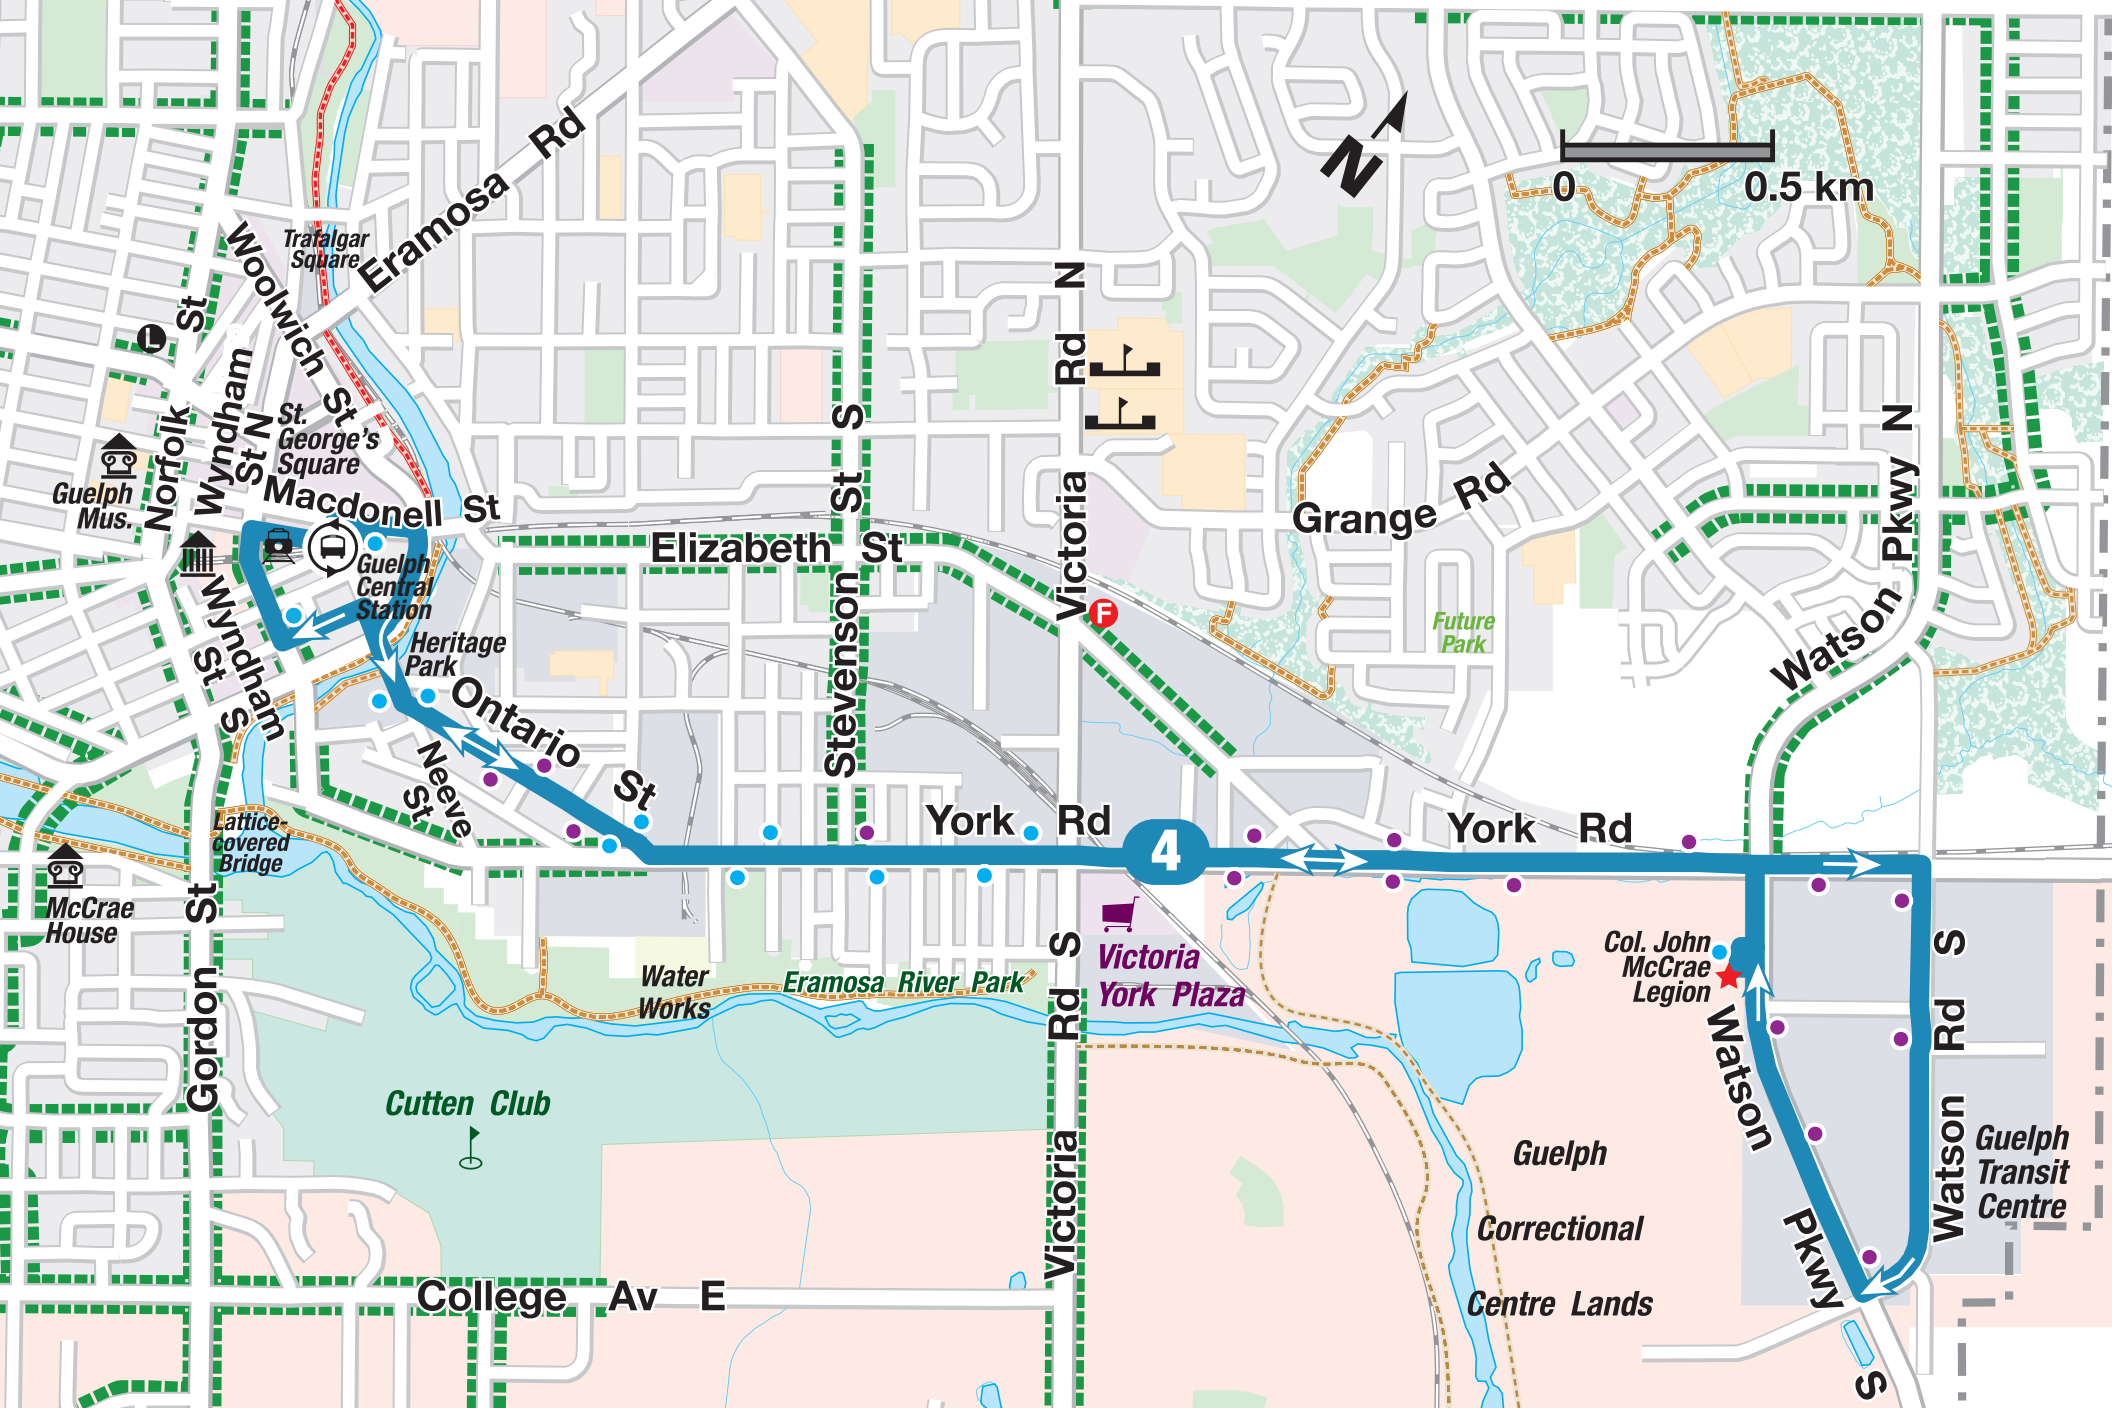 Eramosa Rd
Trafalgar
Square
Woolwich St
N
0
0.5 km
Norfolk St
L
Wyndham
St N
St.
George's
Square
Guelph
Mus.
Macdonell St
Guelph
Central
Station
Heritage
Park
Wyndham
St S
Ontario St
Neeve
St
Elizabeth St
Stevenson St S
Victoria Rd N
F
Grange Rd
Future
Park
Watson Pkwy N
York Rd
4
York Rd
Lattice-
covered
Bridge
McCrae
House
Gordon St
Water
Works
Eramosa River Park
Victoria
York Plaza
Col. John
McCrae
Legion
Cutten Club
Victoria Rd S
Watson Pkwy S
Watson Rd S
Guelph
Transit
Centre
Guelph
Correctional
Centre Lands
College Av E